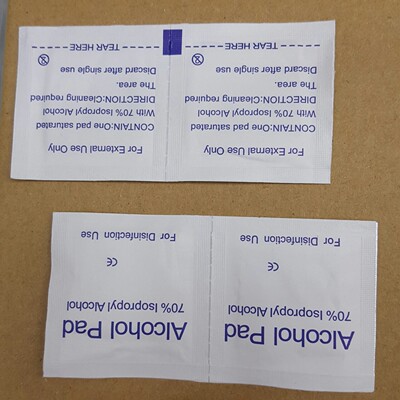 Alcohol Pad
70% Isopropyl Alcohol
CE
For Disinfection Use
Alcohol Pad
70% Isopropyl Alcohol
CE
For Disinfection Use
For External Use Only
CONTAIN:One pad saturated
With 70% Isopropyl Alcohol
DIRECTION:Cleaning required
The area.
Discard after single use
TEAR HERE
For External Use Only
CONTAIN:One pad saturated
With 70% Isopropyl Alcohol
DIRECTION:Cleaning required
The area.
Discard after single use
TEAR HERE